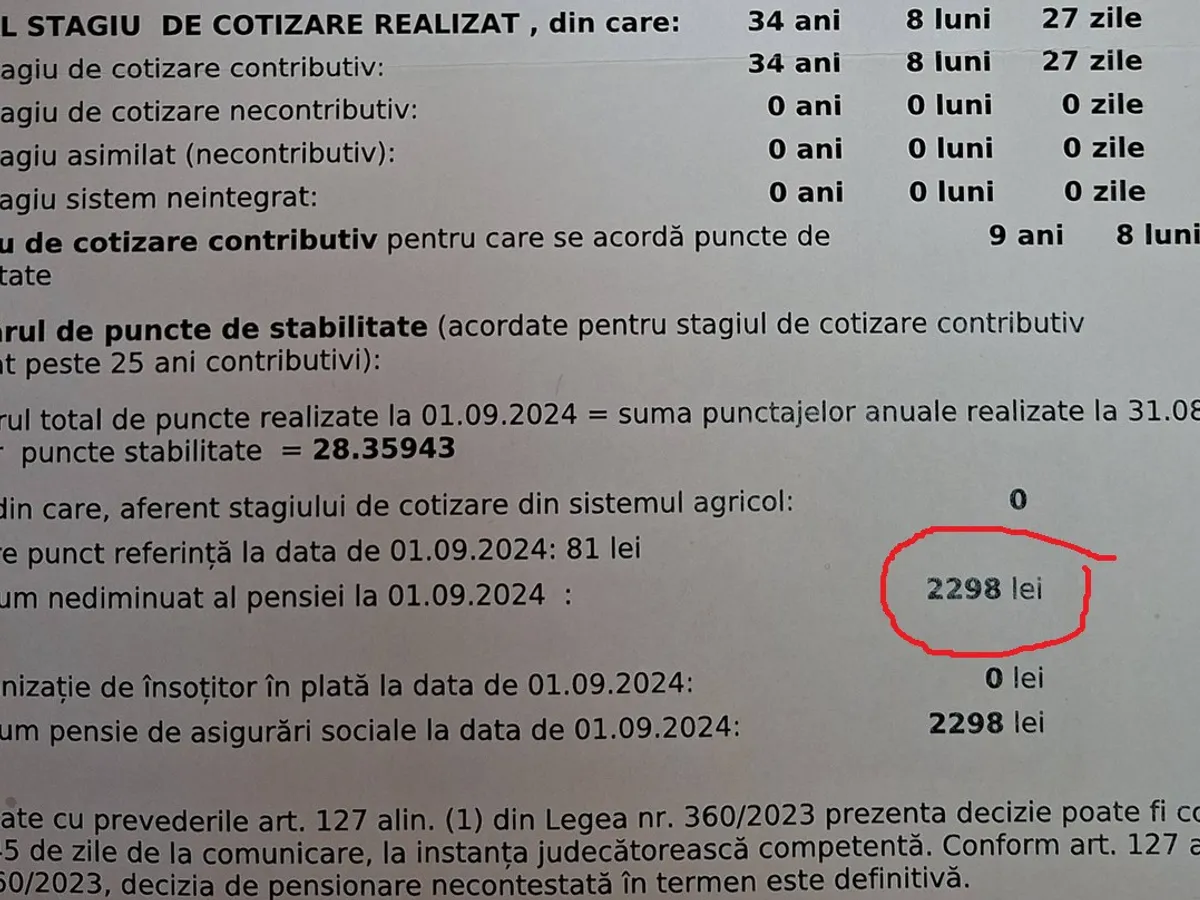 L STAGIU DE COTIZARE REALIZAT , din care: 34 ani 8 luni 27 zile
agiu de cotizare contributiv: 34 ani 8 luni 27 zile
agiu de cotizare necontributiv: 0 ani 0 luni 0 zile
agiu asimilat (necontributiv): 0 ani 0 luni 0 zile
agiu sistem neintegrat: 0 ani 0 luni 0 zile
u de cotizare contributiv pentru care se acordă puncte de 9 ani 8 luni
tate
rul de puncte de stabilitate (acordate pentru stagiul de cotizare contributiv
at peste 25 ani contributivi):
rul total de puncte realizate la 01.09.2024 = suma punctajelor anuale realizate la 31.08
r puncte stabilitate = 28.35943
din care, aferent stagiului de cotizare din sistemul agricol: 0
re punct referință la data de 01.09.2024: 81 lei
um nediminuat al pensiei la 01.09.2024 : 2298 lei
nizație de însoțitor în plată la data de 01.09.2024: 0 lei
um pensie de asigurări sociale la data de 01.09.2024: 2298 lei
ate cu prevederile art. 127 alin. (1) din Legea nr. 360/2023 prezenta decizie poate fi co
45 de zile de la comunicare, la instanța judecătorească competentă. Conform art. 127 a
60/2023, decizia de pensionare necontestată în termen este definitivă.